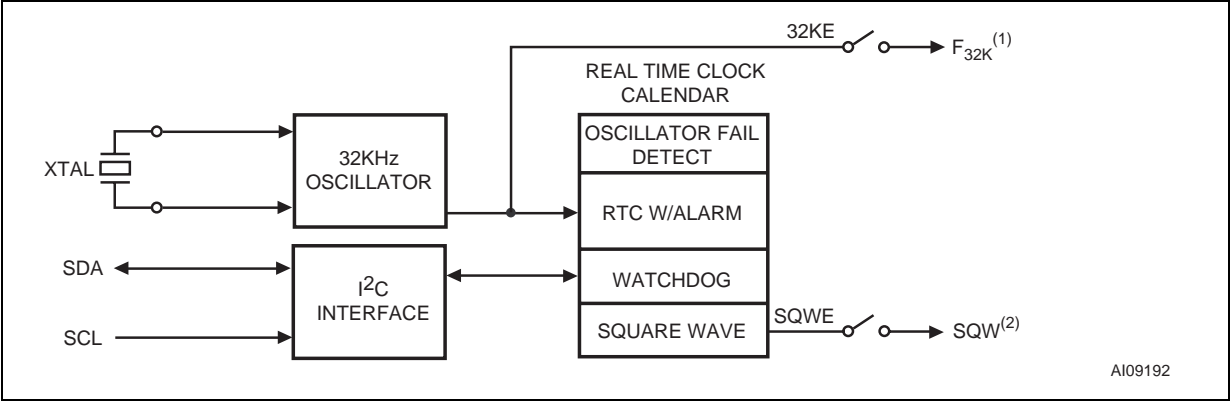 32KE
F32K(1)
REAL TIME CLOCK
CALENDAR
OSCILLATOR FAIL
DETECT
XTAL
32KHz
OSCILLATOR
RTC W/ALARM
SDA
I2C
INTERFACE
WATCHDOG
SCL
SQUARE WAVE
SQWE
SQW(2)
AI09192